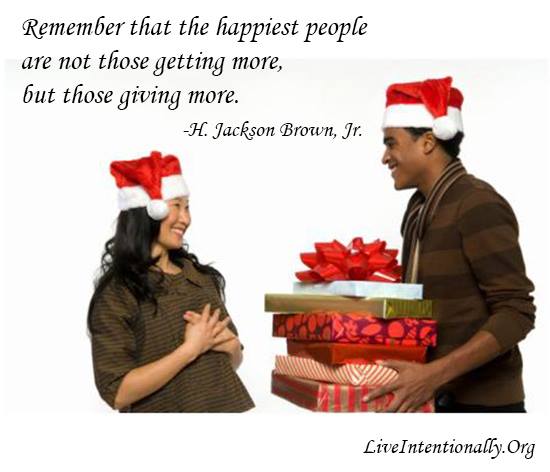 Remember that the happiest people
are not those getting more,
but those giving more.
-H. Jackson Brown, Jr.
LiveIntentionally.Org